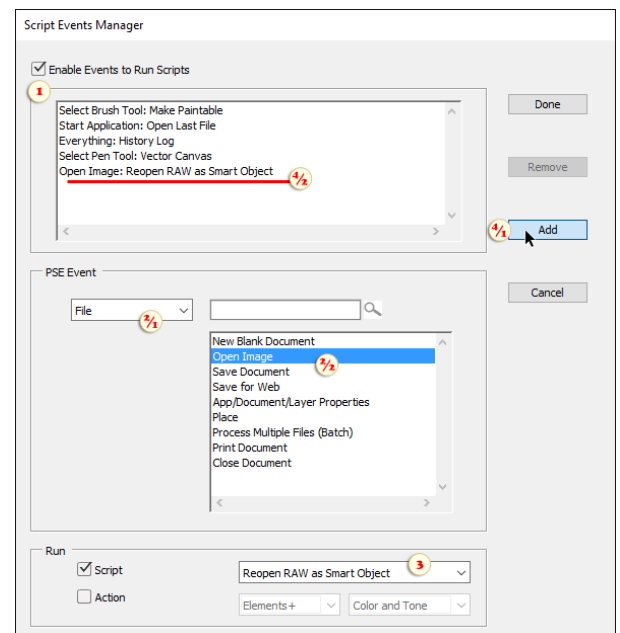 Script Events Manager
Enable Events to Run Scripts
1
Select Brush Tool: Make Paintable
Start Application: Open Last File
Everything: History Log
Select Pen Tool: Vector Canvas
Open Image: Reopen RAW as Smart Object
4/2
Done
Remove
4/1
Add
Cancel
PSE Event
File
2/1
New Blank Document
Open Image
2/2
Save Document
Save for Web
App/Document/Layer Properties
Place
Process Multiple Files (Batch)
Print Document
Close Document
Run
Script
Reopen RAW as Smart Object
3
Action
Elements+
Color and Tone